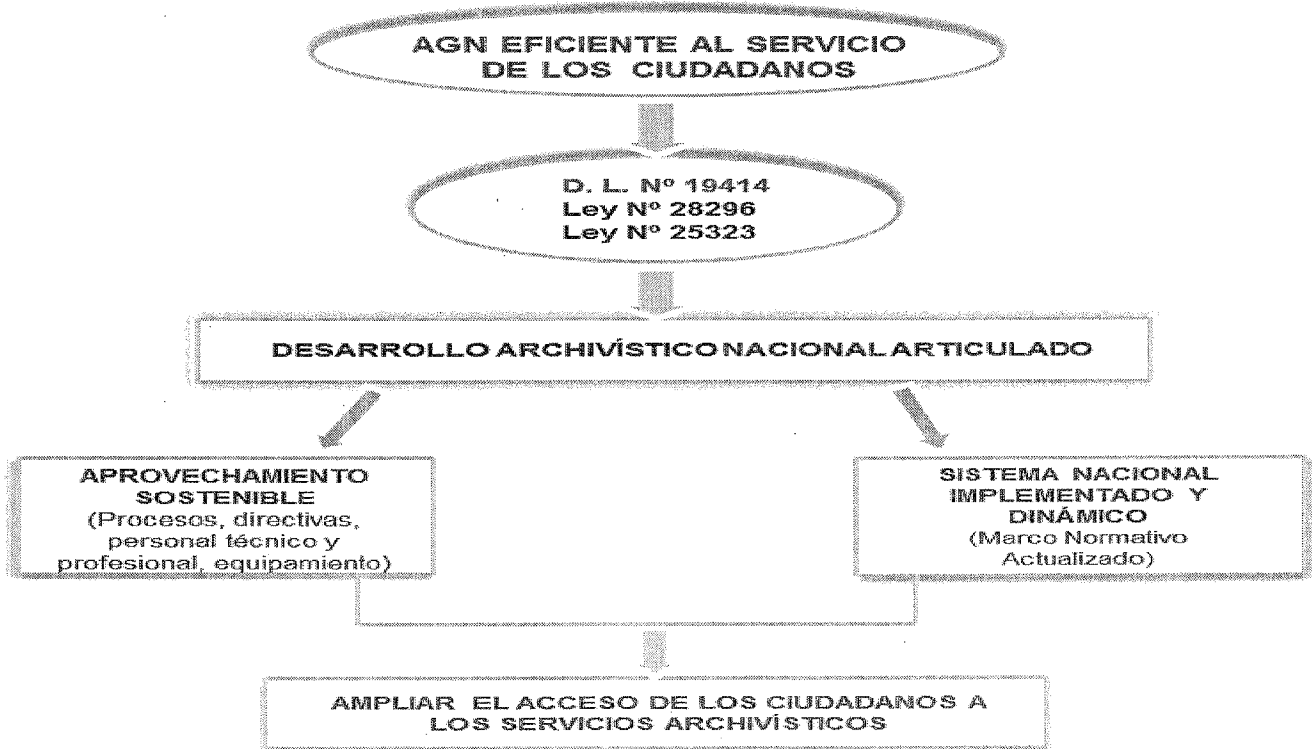 AGN EFICIENTE AL SERVICIO
DE LOS CIUDADANOS
D. L. Nº 19414
Ley Nº 28296
Ley Nº 25323
DESARROLLO ARCHIVÍSTICO NACIONAL ARTICULADO
APROVECHAMIENTO
SOSTENIBLE
(Procesos, directivas,
personal técnico y
profesional, equipamiento)
SISTEMA NACIONAL
IMPLEMENTADO Y
DINÁMICO
(Marco Normativo
Actualizado)
AMPLIAR EL ACCESO DE LOS CIUDADANOS A
LOS SERVICIOS ARCHIVÍSTICOS